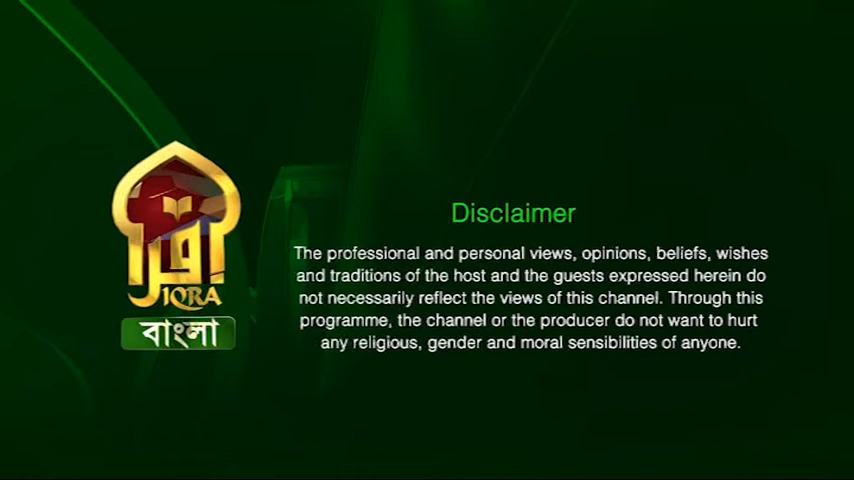 اقرأ
IQRA
বাংলা
Disclaimer
The professional and personal views, opinions, beliefs, wishes
and traditions of the host and the guests expressed herein do
not necessarily reflect the views of this channel. Through this
programme, the channel or the producer do not want to hurt
any religious, gender and moral sensibilities of anyone.